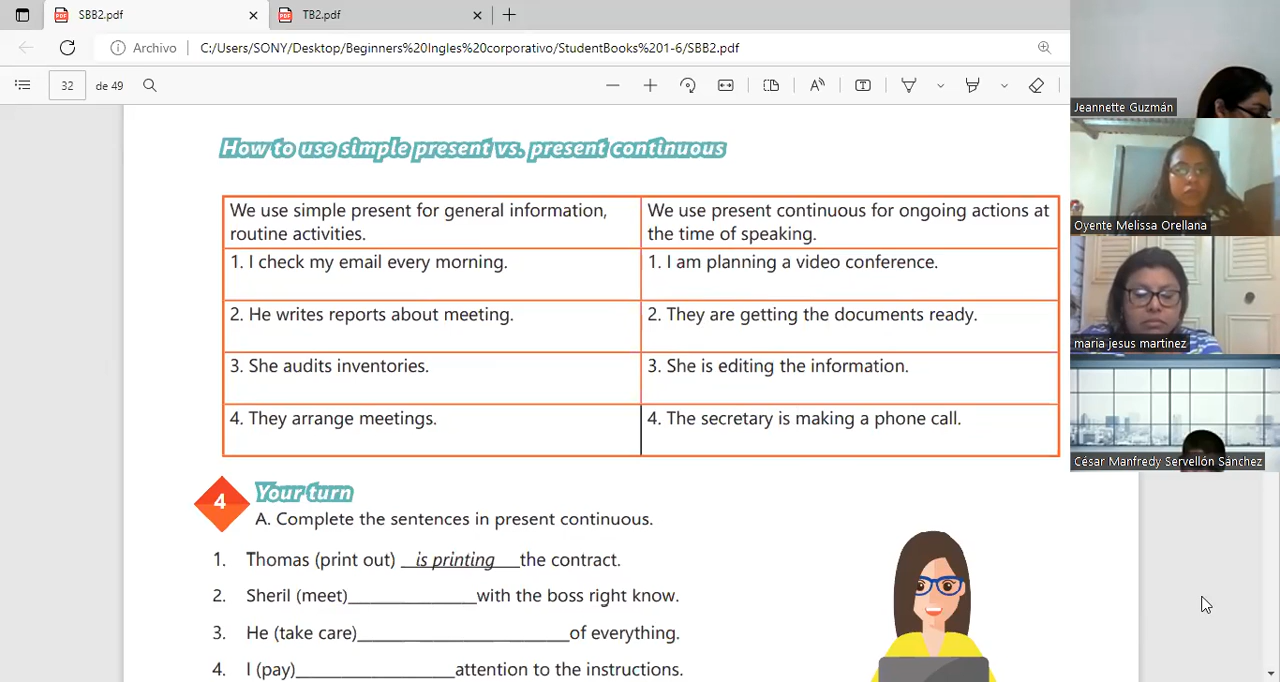 SBB2.pdf
TB2.pdf
Archivo
C:/Users/SONY/Desktop/Beginners%20Ingles%20corporativo/StudentBooks%201-6/SBB2.pdf
32 de 49
How to use simple present vs. present continuous
We use simple present for general information,
routine activities.
We use present continuous for ongoing actions at
the time of speaking.
1. I check my email every morning.
1. I am planning a video conference.
2. He writes reports about meeting.
2. They are getting the documents ready.
3. She audits inventories.
3. She is editing the information.
4. They arrange meetings.
4. The secretary is making a phone call.
4 Your turn
A. Complete the sentences in present continuous.
1. Thomas (print out) __is printing___the contract.
2. Sheril (meet)______________with the boss right know.
3. He (take care)_______________________of everything.
4. I (pay)_________________attention to the instructions.
Jeannette Guzmán
Oyente Melissa Orellana
maria jesus martinez
César Manfredy Servellón Sánchez